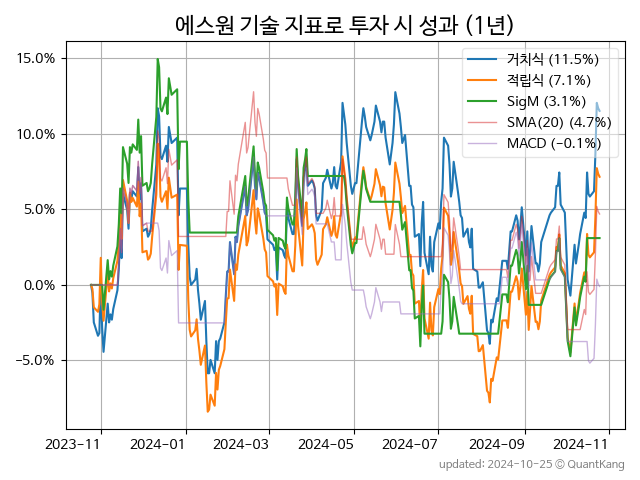 에스원 기술 지표로 투자 시 성과 (1년)
15.0%
10.0%
5.0%
0.0%
−5.0%
거치식 (11.5%)
적립식 (7.1%)
SigM (3.1%)
SMA(20) (4.7%)
MACD (−0.1%)
2023-11 2024-01 2024-03 2024-05 2024-07 2024-09 2024-11
updated: 2024-10-25 © QuantKang